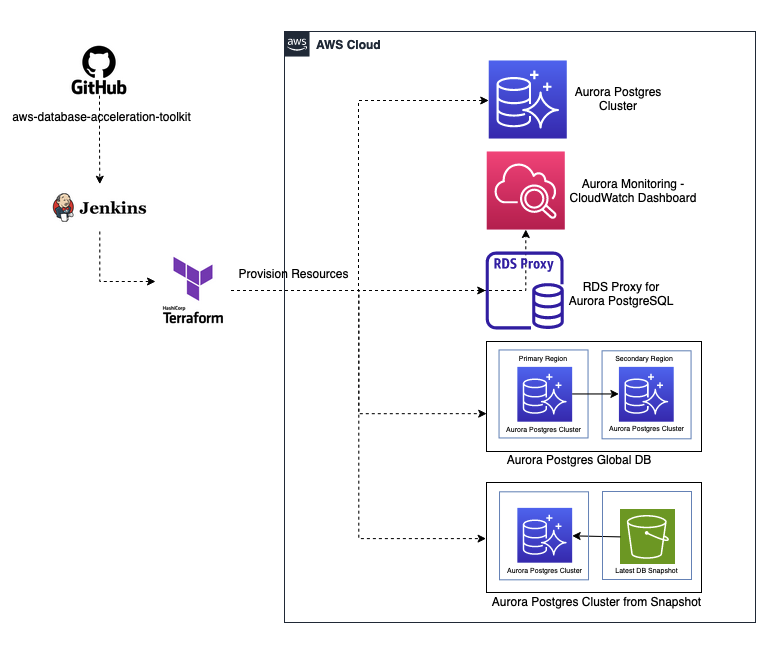 aws
AWS Cloud
GitHub
aws-database-acceleration-toolkit
Jenkins
HashiCorp
Terraform
Provision Resources
Aurora Postgres
Cluster
Aurora Monitoring -
CloudWatch Dashboard
RDS Proxy
RDS Proxy for
Aurora PostgreSQL
Primary Region
Aurora Postgres Cluster
Secondary Region
Aurora Postgres Cluster
Aurora Postgres Global DB
Aurora Postgres Cluster
Latest DB Snapshot
Aurora Postgres Cluster from Snapshot